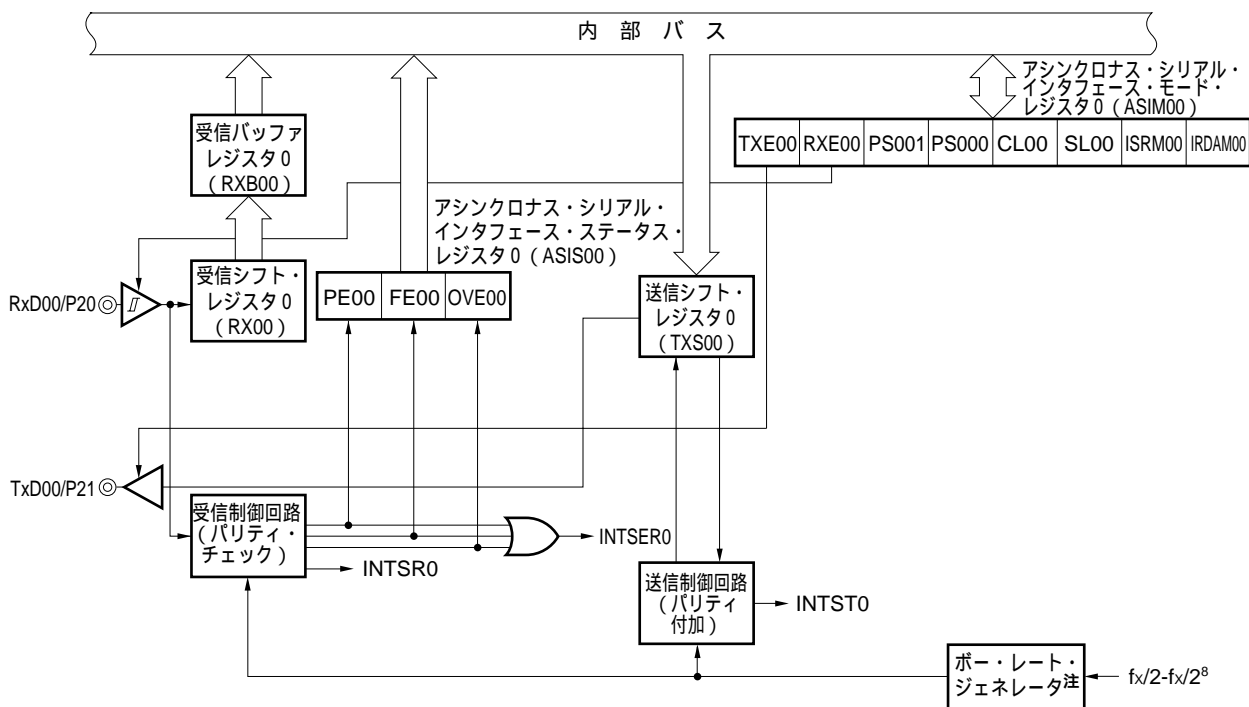 内部バス
アシンクロナス・シリアル・
インタフェース・モード・
レジスタ0(ASIM00)
受信バッファ
レジスタ0
(RXB00)
TXE00 RXE00 PS001 PS000 CL00 SL00 ISRM00 IRDAM00
アシンクロナス・シリアル・
インタフェース・ステータス・
レジスタ0(ASIS00)
受信シフト・
レジスタ0
(RX00)
PE00 FE00 OVE00
送信シフト・
レジスタ0
(TXS00)
RxD00/P20
TxD00/P21
受信制御回路
(パリティ・
チェック)
INTSER0
INTSR0
送信制御回路
(パリティ
付加)
INTST0
ボー・レート・
ジェネレータ注
fX/2-fX/2⁸